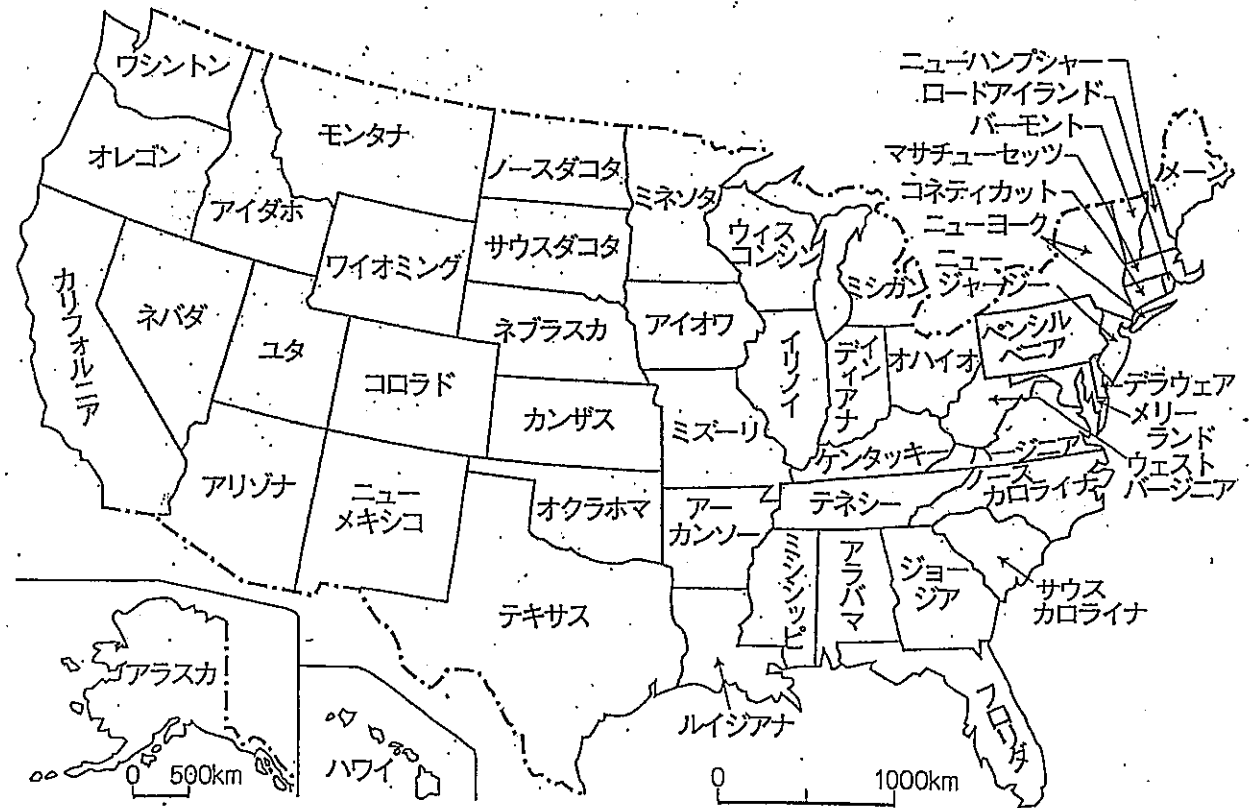 ワシントン
オレゴン
カリフォルニア
ネバダ
アイダホ
モンタナ
ワイオミング
ユタ
コロラド
アリゾナ
ニュー
メキシコ
ノースダコタ
サウスダコタ
ネブラスカ
カンザス
オクラホマ
テキサス
ミネソタ
アイオワ
ミズーリ
アー
カンソー
ルイジアナ
ウィス
コンシン
イリノイ
ミシガン
インディアナ
オハイオ
ケンタッキー
テネシー
ミシシッピ
アラバマ
ジョー
ジア
フロリダ
サウス
カロライナ
ノース
カロライナ
バージニア
ウェスト
バージニア
メリー
ランド
デラウェア
ペンシル
ベニア
ニュー
ジャージー
ニューヨーク
コネティカット
マサチューセッツ
バーモント
ロードアイランド
ニューハンプシャー
メーン
アラスカ
0 500km
ハワイ
0 1000km